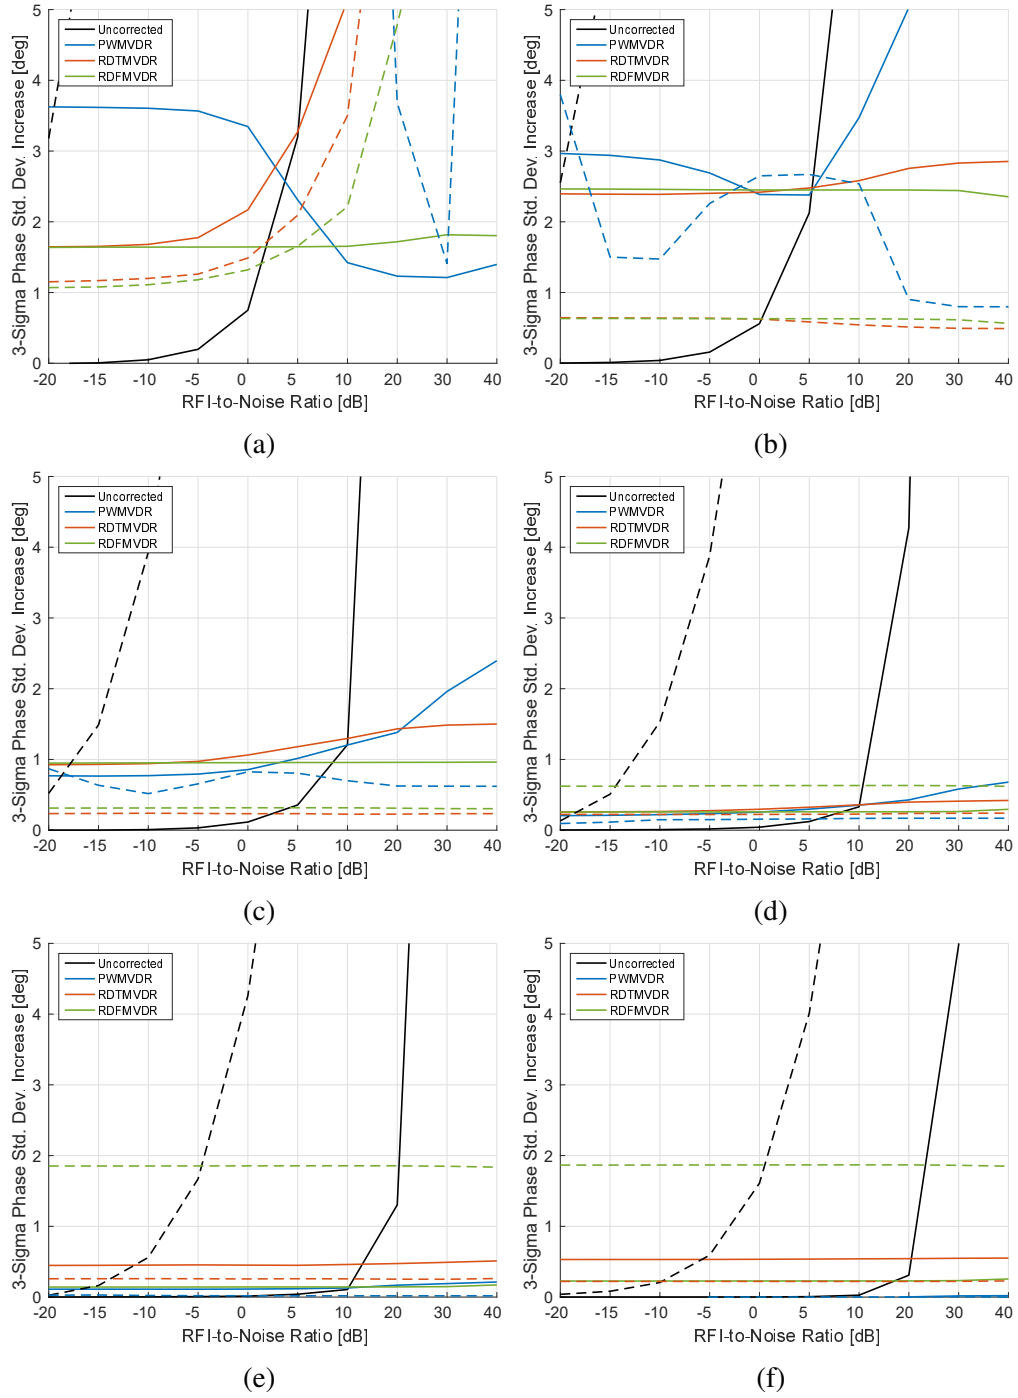 3-Sigma Phase Std. Dev. Increase [deg]
5
4
3
2
1
0
Uncorrected
PWMVDR
RDTMVDR
RDFMVDR
-20 -15 -10 -5 0 5 10 20 30 40
RFI-to-Noise Ratio [dB]
(a)
3-Sigma Phase Std. Dev. Increase [deg]
5
4
3
2
1
0
Uncorrected
PWMVDR
RDTMVDR
RDFMVDR
-20 -15 -10 -5 0 5 10 20 30 40
RFI-to-Noise Ratio [dB]
(b)
3-Sigma Phase Std. Dev. Increase [deg]
5
4
3
2
1
0
Uncorrected
PWMVDR
RDTMVDR
RDFMVDR
-20 -15 -10 -5 0 5 10 20 30 40
RFI-to-Noise Ratio [dB]
(c)
3-Sigma Phase Std. Dev. Increase [deg]
5
4
3
2
1
0
Uncorrected
PWMVDR
RDTMVDR
RDFMVDR
-20 -15 -10 -5 0 5 10 20 30 40
RFI-to-Noise Ratio [dB]
(d)
3-Sigma Phase Std. Dev. Increase [deg]
5
4
3
2
1
0
Uncorrected
PWMVDR
RDTMVDR
RDFMVDR
-20 -15 -10 -5 0 5 10 20 30 40
RFI-to-Noise Ratio [dB]
(e)
3-Sigma Phase Std. Dev. Increase [deg]
5
4
3
2
1
0
Uncorrected
PWMVDR
RDTMVDR
RDFMVDR
-20 -15 -10 -5 0 5 10 20 30 40
RFI-to-Noise Ratio [dB]
(f)